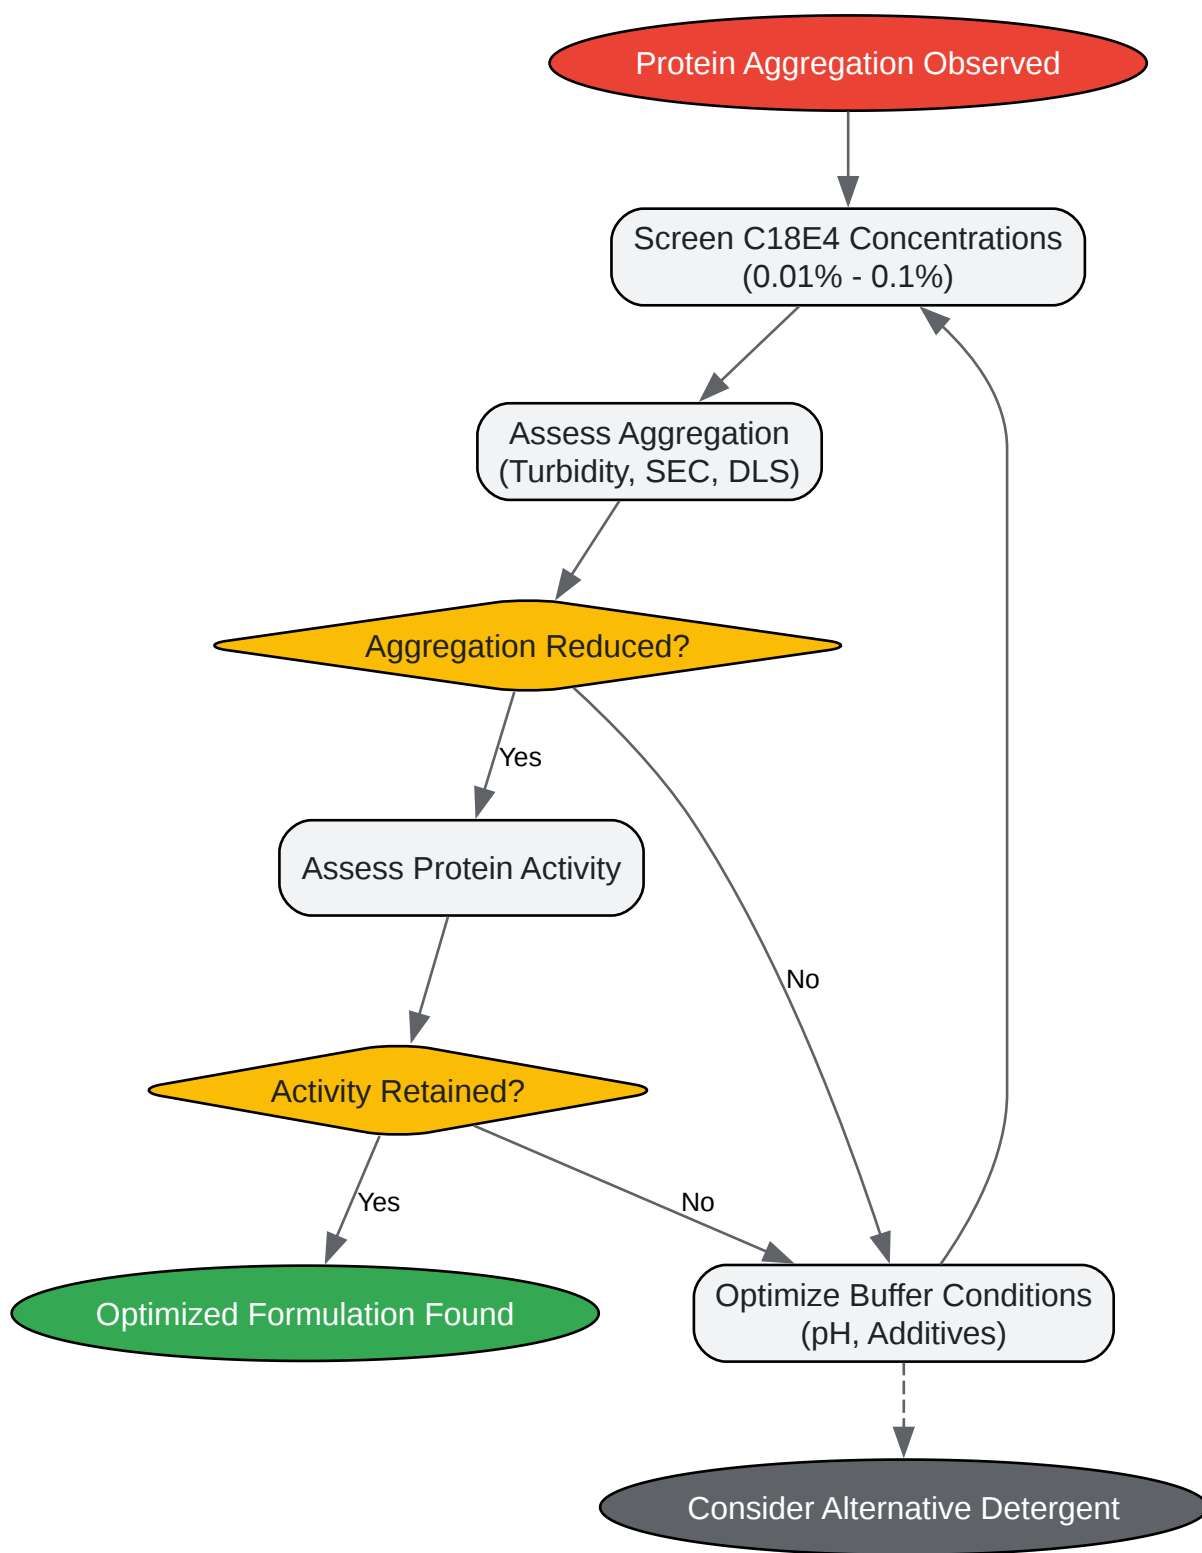 Protein Aggregation Observed
Screen C18E4 Concentrations
(0.01% - 0.1%)
Assess Aggregation
(Turbidity, SEC, DLS)
Aggregation Reduced?
Yes
Assess Protein Activity
No
Activity Retained?
Yes
No
Optimized Formulation Found
Optimize Buffer Conditions
(pH, Additives)
Consider Alternative Detergent